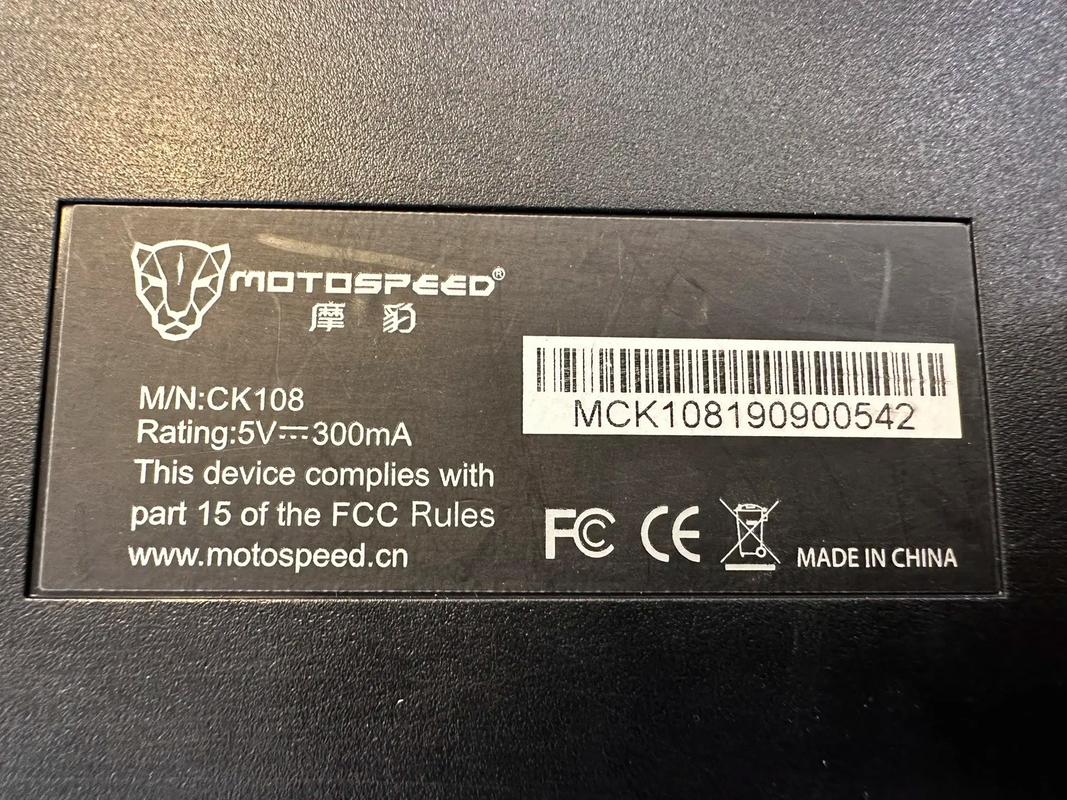 MOTOSPEED®
摩豹
M/N:CK108
Rating:5V⎓300mA
This device complies with
part 15 of the FCC Rules
www.motospeed.cn
MCK108190900542
FC CE MADE IN CHINA